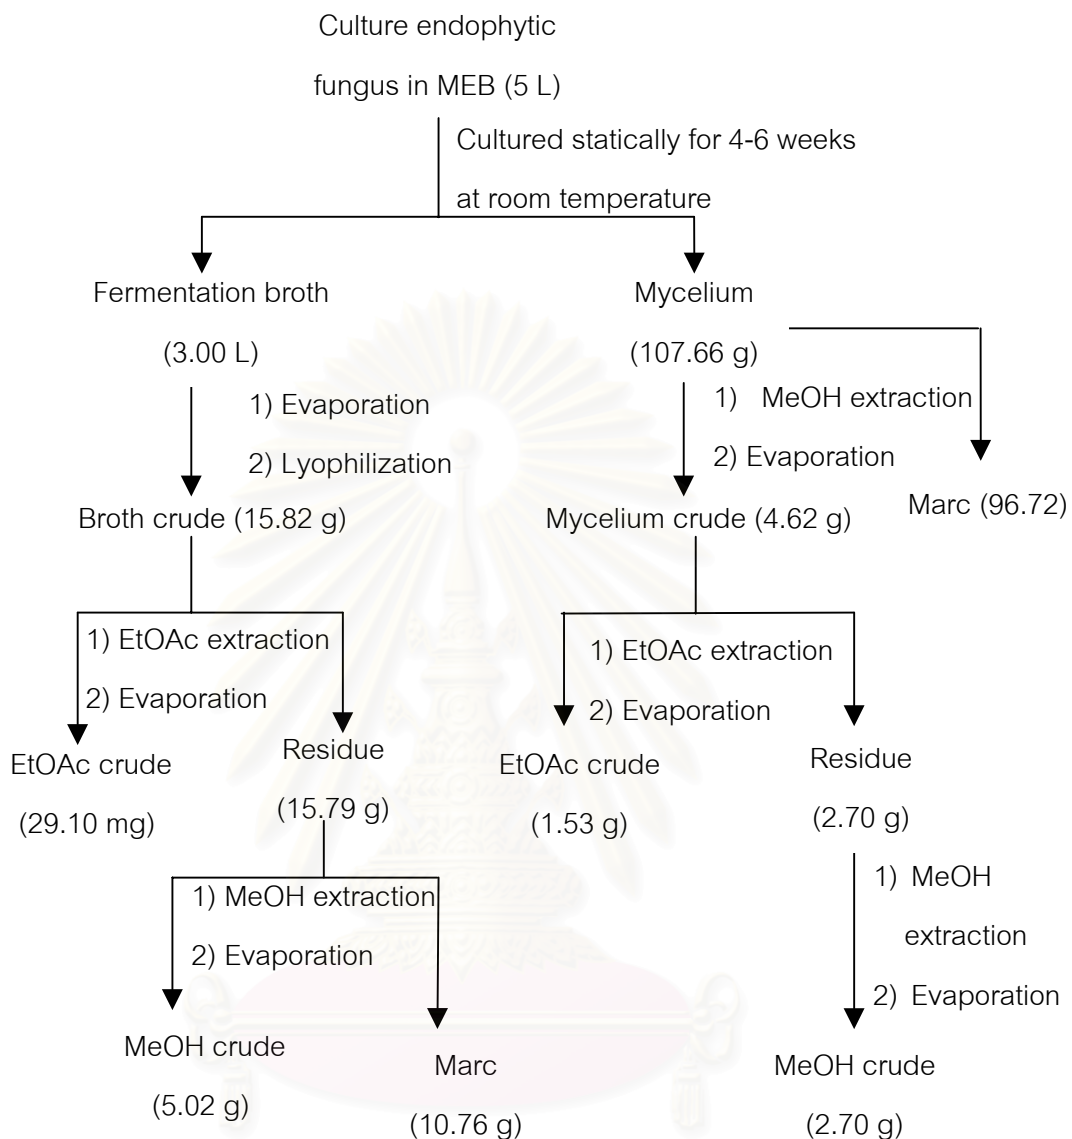 Culture endophytic
fungus in MEB (5 L)
Cultured statically for 4-6 weeks
at room temperature
Fermentation broth
(3.00 L)
Mycelium
(107.66 g)
1) Evaporation
2) Lyophilization
1) MeOH extraction
2) Evaporation
Broth crude (15.82 g)
Mycelium crude (4.62 g)
Marc (96.72)
1) EtOAc extraction
2) Evaporation
1) EtOAc extraction
2) Evaporation
EtOAc crude
(29.10 mg)
Residue
(15.79 g)
EtOAc crude
(1.53 g)
Residue
(2.70 g)
1) MeOH extraction
2) Evaporation
1) MeOH
extraction
2) Evaporation
MeOH crude
(5.02 g)
Marc
(10.76 g)
MeOH crude
(2.70 g)